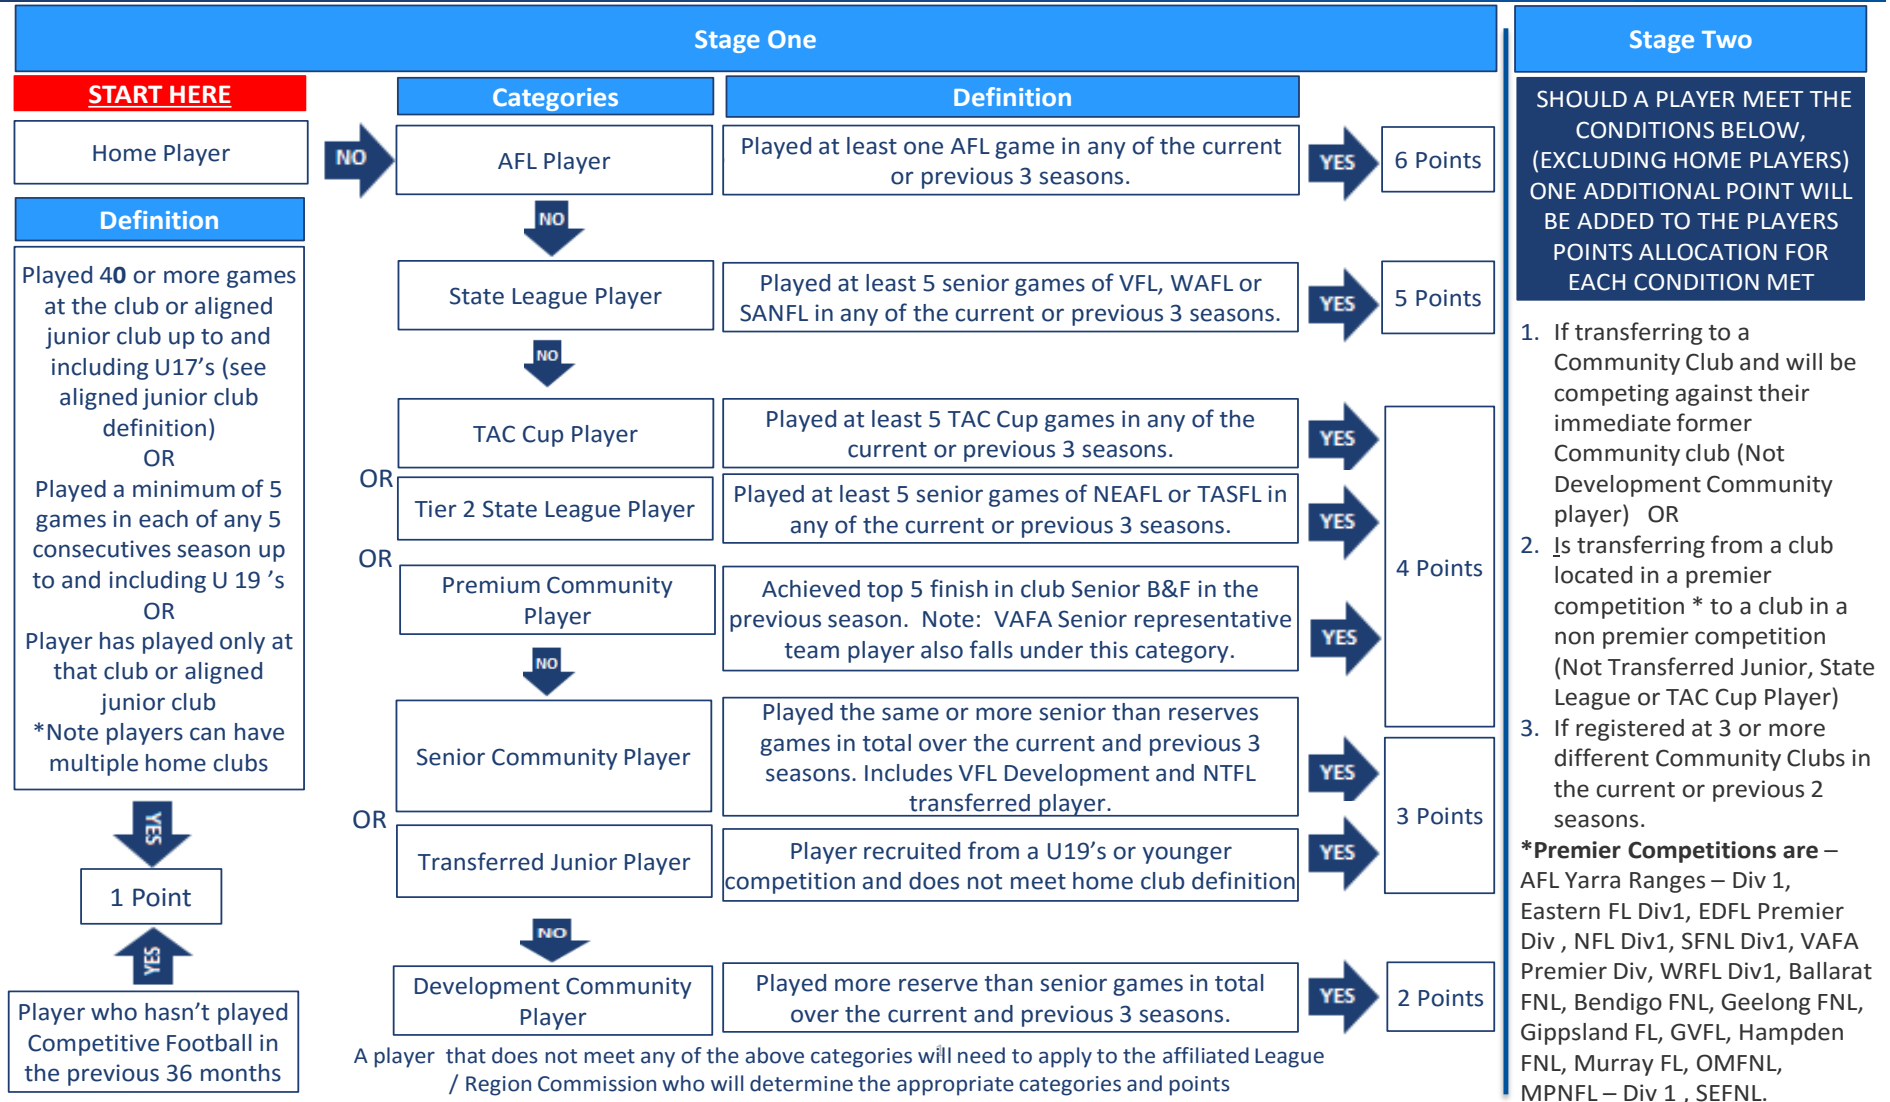 Stage One
START HERE
Home Player
Definition
Played 40 or more games
at the club or aligned
junior club up to and
including U17's (see
aligned junior club
definition)
OR
Played a minimum of 5
games in each of any 5
consecutives season up
to and including U 19 's
OR
Player has played only at
that club or aligned
junior club
*Note players can have
multiple home clubs
YES
1 Point
YES
Player who hasn't played
Competitive Football in
the previous 36 months
NO
Categories
Definition
AFL Player
Played at least one AFL game in any of the current
or previous 3 seasons.
YES
6 Points
NO
State League Player
Played at least 5 senior games of VFL, WAFL or
SANFL in any of the current or previous 3 seasons.
YES
5 Points
NO
TAC Cup Player
Played at least 5 TAC Cup games in any of the
current or previous 3 seasons.
YES
OR
Tier 2 State League Player
Played at least 5 senior games of NEAFL or TASFL in
any of the current or previous 3 seasons.
YES
OR
Premium Community
Player
Achieved top 5 finish in club Senior B&F in the
previous season. Note: VAFA Senior representative
team player also falls under this category.
YES
4 Points
NO
Senior Community Player
Played the same or more senior than reserves
games in total over the current and previous 3
seasons. Includes VFL Development and NTFL
transferred player.
YES
OR
Transferred Junior Player
Player recruited from a U19's or younger
competition and does not meet home club definition
YES
3 Points
NO
Development Community
Player
Played more reserve than senior games in total
over the current and previous 3 seasons.
YES
2 Points
A player that does not meet any of the above categories will need to apply to the affiliated League
/ Region Commission who will determine the appropriate categories and points
Stage Two
SHOULD A PLAYER MEET THE
CONDITIONS BELOW,
(EXCLUDING HOME PLAYERS)
ONE ADDITIONAL POINT WILL
BE ADDED TO THE PLAYERS
POINTS ALLOCATION FOR
EACH CONDITION MET
1. If transferring to a
Community Club and will be
competing against their
immediate former
Community club (Not
Development Community
player) OR
2. Is transferring from a club
located in a premier
competition * to a club in a
non premier competition
(Not Transferred Junior, State
League or TAC Cup Player)
3. If registered at 3 or more
different Community Clubs in
the current or previous 2
seasons.
*Premier Competitions are –
AFL Yarra Ranges – Div 1,
Eastern FL Div1, EDFL Premier
Div , NFL Div1, SFNL Div1, VAFA
Premier Div, WRFL Div1, Ballarat
FNL, Bendigo FNL, Geelong FNL,
Gippsland FL, GVFL, Hampden
FNL, Murray FL, OMFNL,
MPNFL – Div 1 , SEFNL.